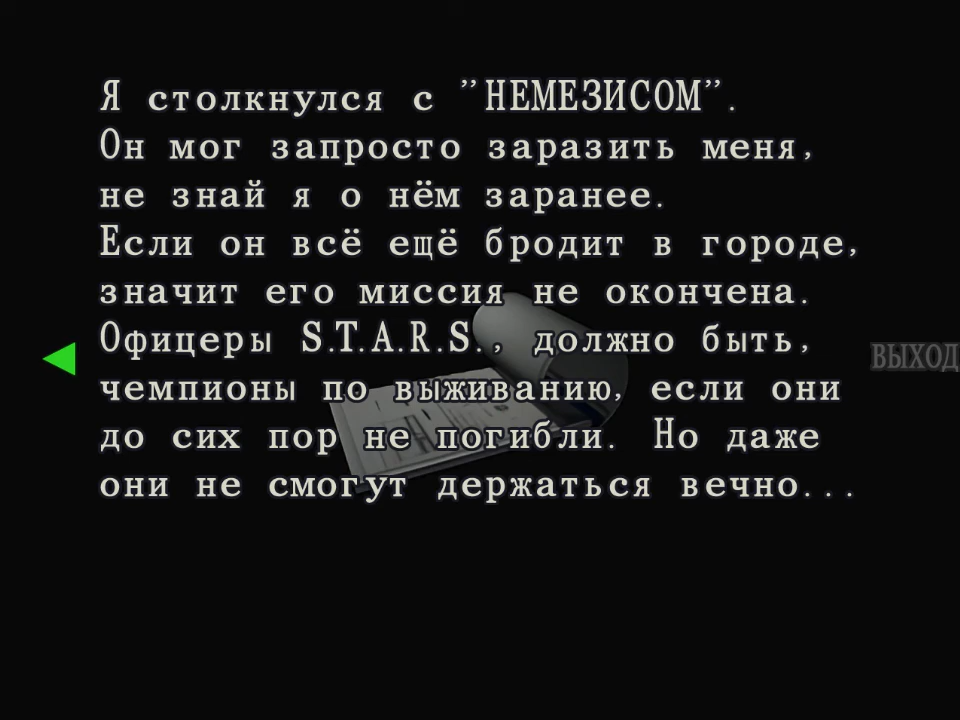 Я столкнулся с ”НЕМЕЗИСОМ”.
Он мог запросто заразить меня,
не знай я о нём заранее.
Если он всё ещё бродит в городе,
значит его миссия не окончена.
Офицеры S.T.A.R.S., должно быть,
чемпионы по выживанию, если они
до сих пор не погибли. Но даже
они не смогут держаться вечно...
ВЫХОД